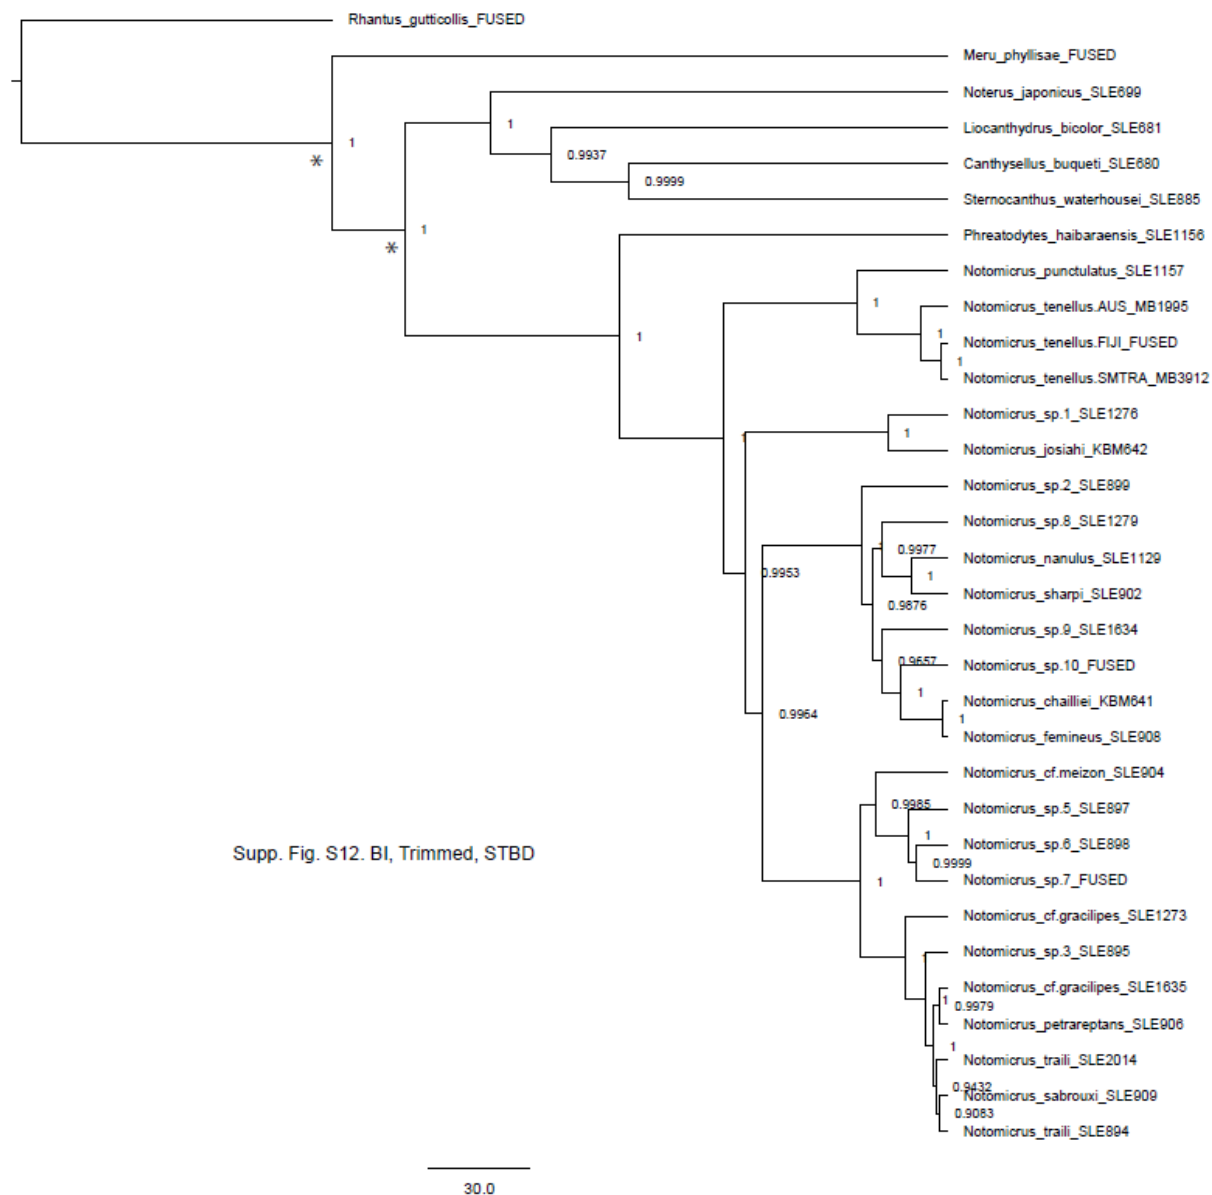 Rhantus_gutticollis_FUSED
Meru_phyllisae_FUSED
Noterus_japonicus_SLE699
1
Liocanthydrus_bicolor_SLE681
1
*
0.9937
Canthysellus_buqueti_SLE680
0.9999
Sternocanthus_waterhousei_SLE885
1
*
Phreatodytes_haibaraensis_SLE1156
Notomicrus_punctulatus_SLE1157
1
Notomicrus_tenellus.AUS_MB1995
1
1
Notomicrus_tenellus.FIJI_FUSED
1
Notomicrus_tenellus.SMTRA_MB3912
Notomicrus_sp.1_SLE1276
1
1
Notomicrus_josiahi_KBM642
Notomicrus_sp.2_SLE899
Notomicrus_sp.8_SLE1279
0.9977
Notomicrus_nanulus_SLE1129
0.9953
1
Notomicrus_sharpi_SLE902
0.9876
Notomicrus_sp.9_SLE1634
0.9657
Notomicrus_sp.10_FUSED
1
Notomicrus_chailliei_KBM641
0.9964
1
Notomicrus_femineus_SLE908
Notomicrus_cf.meizon_SLE904
0.9985
Notomicrus_sp.5_SLE897
1
Notomicrus_sp.6_SLE898
Supp. Fig. S12. BI, Trimmed, STBD
0.9999
1
Notomicrus_sp.7_FUSED
Notomicrus_cf.gracilipes_SLE1273
1
Notomicrus_sp.3_SLE895
Notomicrus_cf.gracilipes_SLE1635
1
0.9979
Notomicrus_petrareptans_SLE906
1
Notomicrus_traili_SLE2014
0.9432
Notomicrus_sabrouxi_SLE909
0.9083
Notomicrus_traili_SLE894
30.0